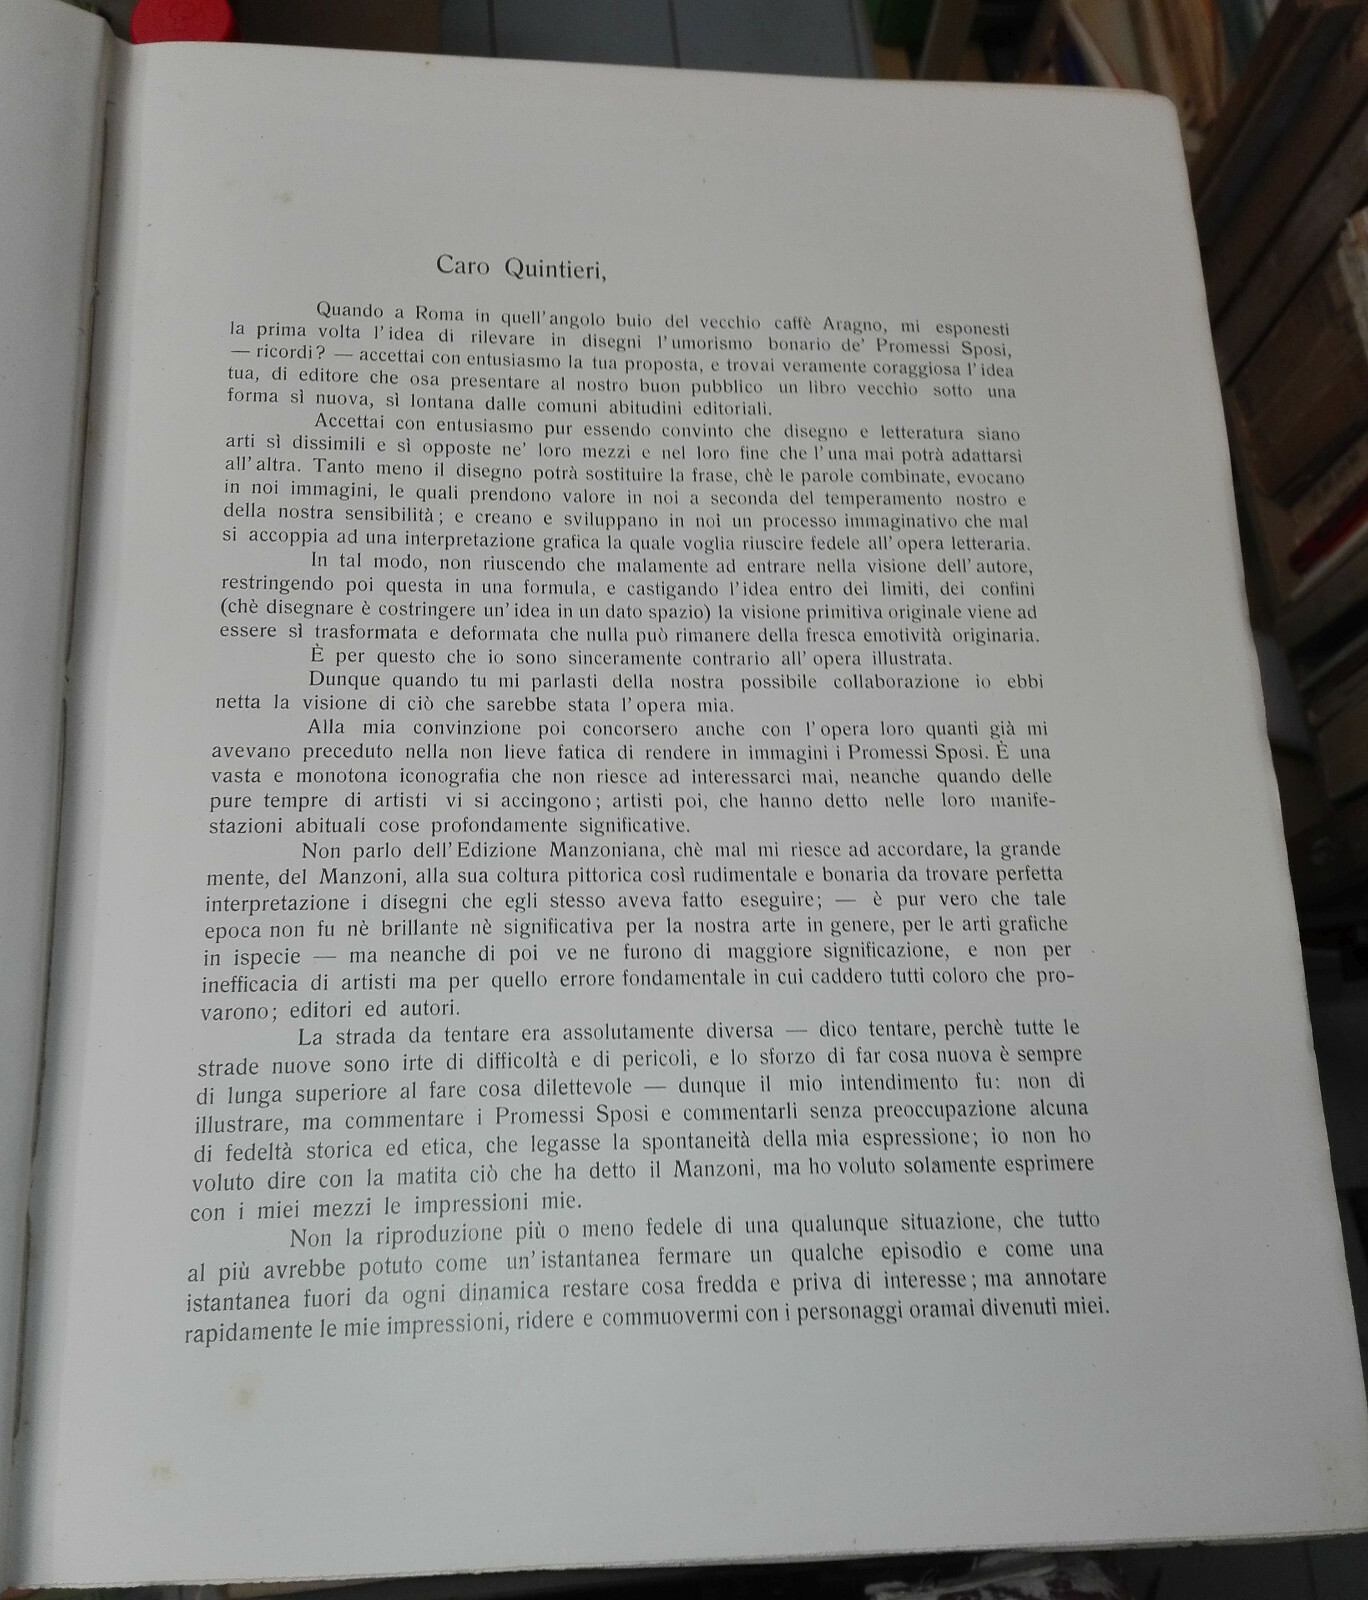 Caro Quintieri,
Quando a Roma in quell'angolo buio del vecchio caffè Aragno, mi esponesti
la prima volta l'idea di rilevare in disegni l'umorismo bonario de' Promessi Sposi,
— ricordi? — accettai con entusiasmo la tua proposta, e trovai veramente coraggiosa l'idea
tua, di editore che osa presentare al nostro buon pubblico un libro vecchio sotto una
forma sì nuova, sì lontana dalle comuni abitudini editoriali.
Accettai con entusiasmo pur essendo convinto che disegno e letteratura siano
arti sì dissimili e sì opposte ne' loro mezzi e nel loro fine che l'una mai potrà adattarsi
all'altra. Tanto meno il disegno potrà sostituire la frase, chè le parole combinate, evocano
in noi immagini, le quali prendono valore in noi a seconda del temperamento nostro e
della nostra sensibilità; e creano e sviluppano in noi un processo immaginativo che mal
si accoppia ad una interpretazione grafica la quale voglia riuscire fedele all'opera letteraria.
In tal modo, non riuscendo che malamente ad entrare nella visione dell'autore,
restringendo poi questa in una formula, e castigando l'idea entro dei limiti, dei confini
(chè disegnare è costringere un'idea in un dato spazio) la visione primitiva originale viene ad
essere sì trasformata e deformata che nulla può rimanere della fresca emotività originaria.
È per questo che io sono sinceramente contrario all'opera illustrata.
Dunque quando tu mi parlasti della nostra possibile collaborazione io ebbi
netta la visione di ciò che sarebbe stata l'opera mia.
Alla mia convinzione poi concorsero anche con l'opera loro quanti già mi
avevano preceduto nella non lieve fatica di rendere in immagini i Promessi Sposi. È una
vasta e monotona iconografia che non riesce ad interessarci mai, neanche quando delle
pure tempre di artisti vi si accingono; artisti poi, che hanno detto nelle loro manife-
stazioni abituali cose profondamente significative.
Non parlo dell'Edizione Manzoniana, chè mal mi riesce ad accordare, la grande
mente, del Manzoni, alla sua coltura pittorica così rudimentale e bonaria da trovare perfetta
interpretazione i disegni che egli stesso aveva fatto eseguire; — è pur vero che tale
epoca non fu nè brillante nè significativa per la nostra arte in genere, per le arti grafiche
in ispecie — ma neanche di poi ve ne furono di maggiore significazione, e non per
inefficacia di artisti ma per quello errore fondamentale in cui caddero tutti coloro che pro-
varono; editori ed autori.
La strada da tentare era assolutamente diversa — dico tentare, perchè tutte le
strade nuove sono irte di difficoltà e di pericoli, e lo sforzo di far cosa nuova è sempre
di lunga superiore al fare cosa dilettevole — dunque il mio intendimento fu: non di
illustrare, ma commentare i Promessi Sposi e commentarli senza preoccupazione alcuna
di fedeltà storica ed etica, che legasse la spontaneità della mia espressione; io non ho
voluto dire con la matita ciò che ha detto il Manzoni, ma ho voluto solamente esprimere
con i miei mezzi le impressioni mie.
Non la riproduzione più o meno fedele di una qualunque situazione, che tutto
al più avrebbe potuto come un'istantanea fermare un qualche episodio e come una
istantanea fuori da ogni dinamica restare cosa fredda e priva di interesse; ma annotare
rapidamente le mie impressioni, ridere e commuovermi con i personaggi oramai divenuti miei.